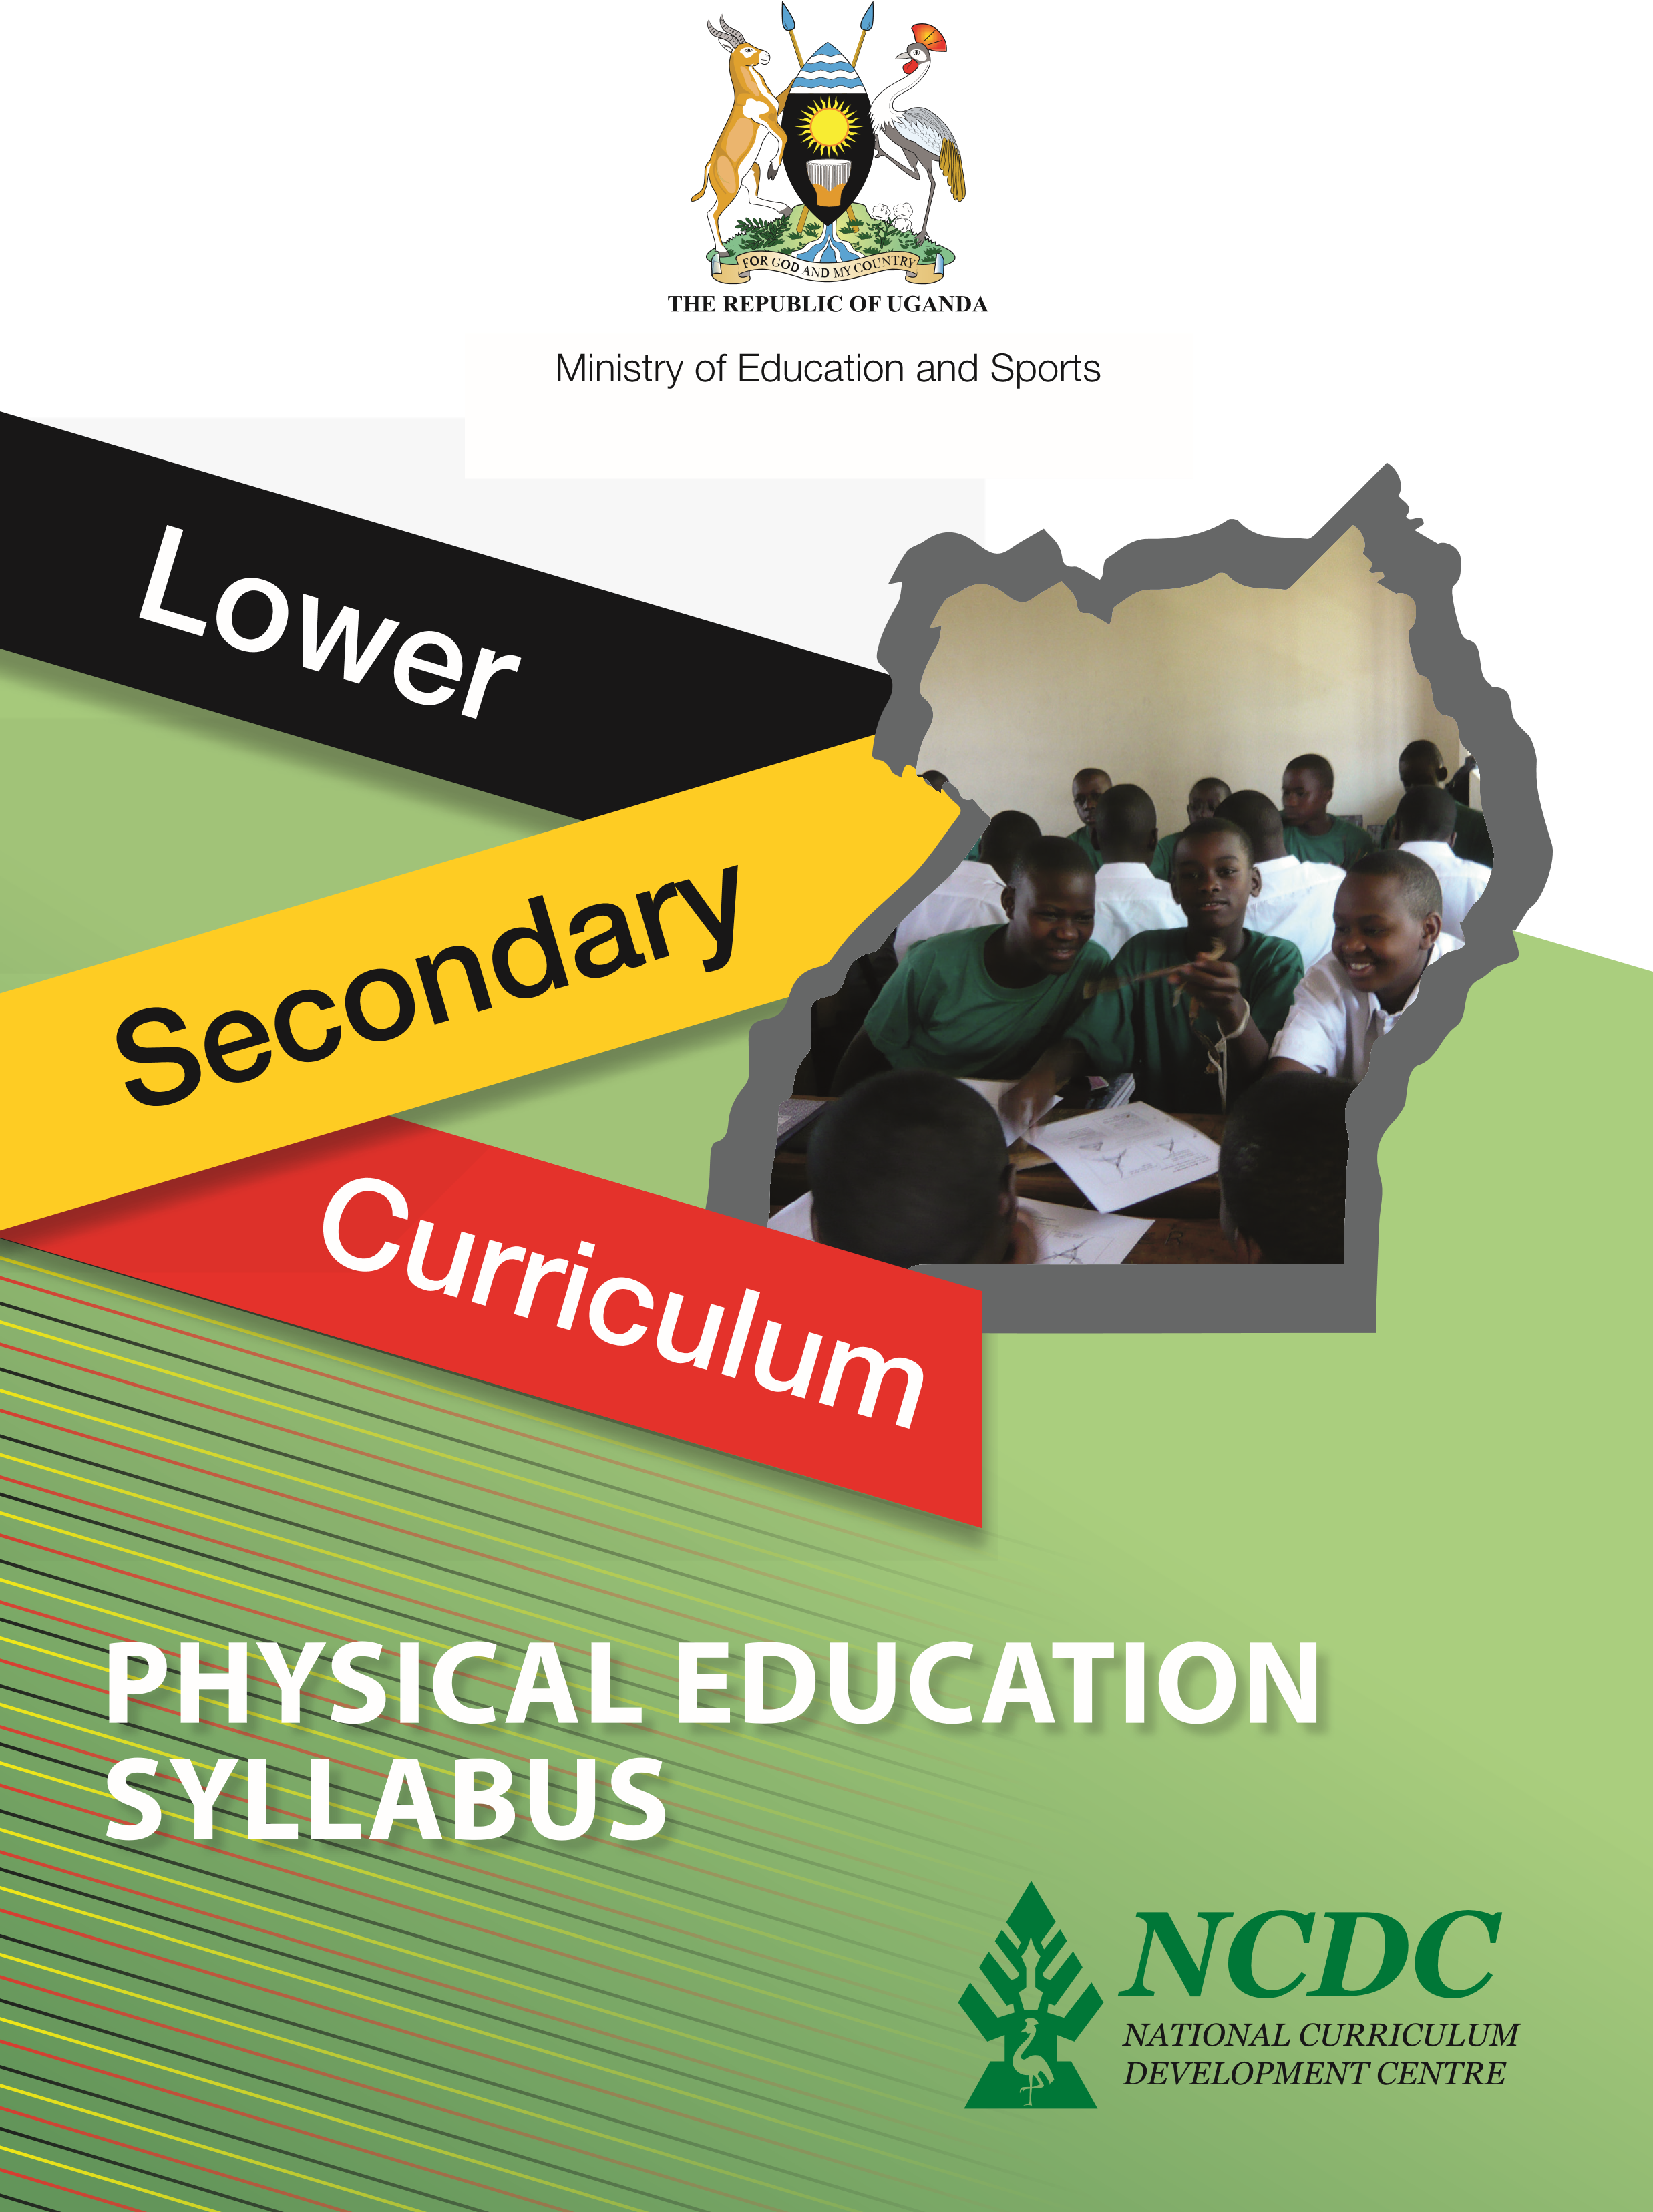 FOR GOD AND MY COUNTRY
THE REPUBLIC OF UGANDA
Ministry of Education and Sports
Lower
Secondary
Curriculum
PHYSICAL EDUCATION
SYLLABUS
NCDC
NATIONAL CURRICULUM
DEVELOPMENT CENTRE